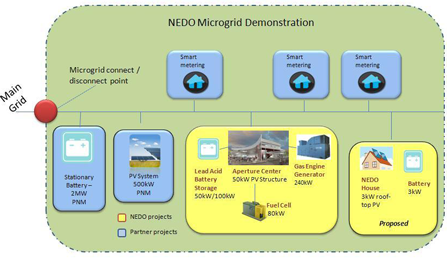 NEDO Microgrid Demonstration
Microgrid connect /
disconnect point
Main
Grid
Smart
metering
Smart
metering
Smart
metering
Stationary
Battery –
2MW
PNM
PV System
500kW
PNM
Lead Acid
Battery
Storage
50kW/100kW
Aperture Center
50kW PV Structure
Gas Engine
Generator
240kW
Fuel Cell
80kW
NEDO
House
3kW roof-
top PV
Battery
3kW
Proposed
NEDO projects
Partner projects